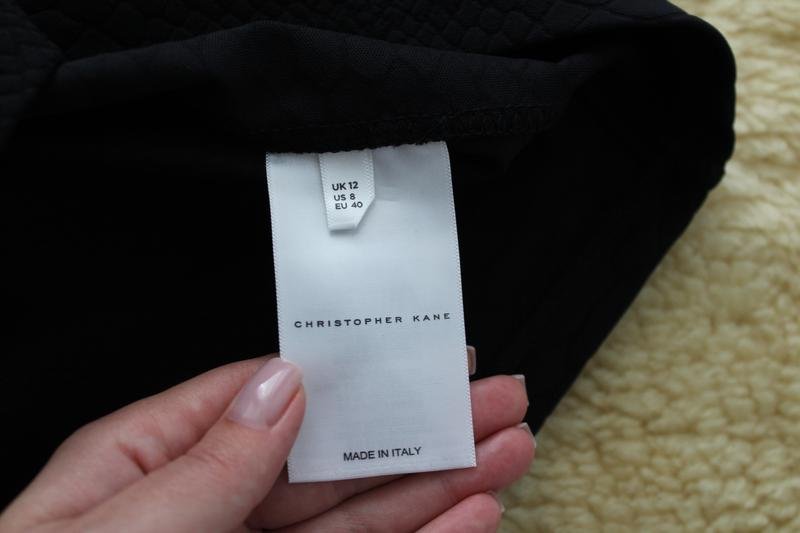 UK 12
US 8
EU 40
CHRISTOPHER KANE
MADE IN ITALY